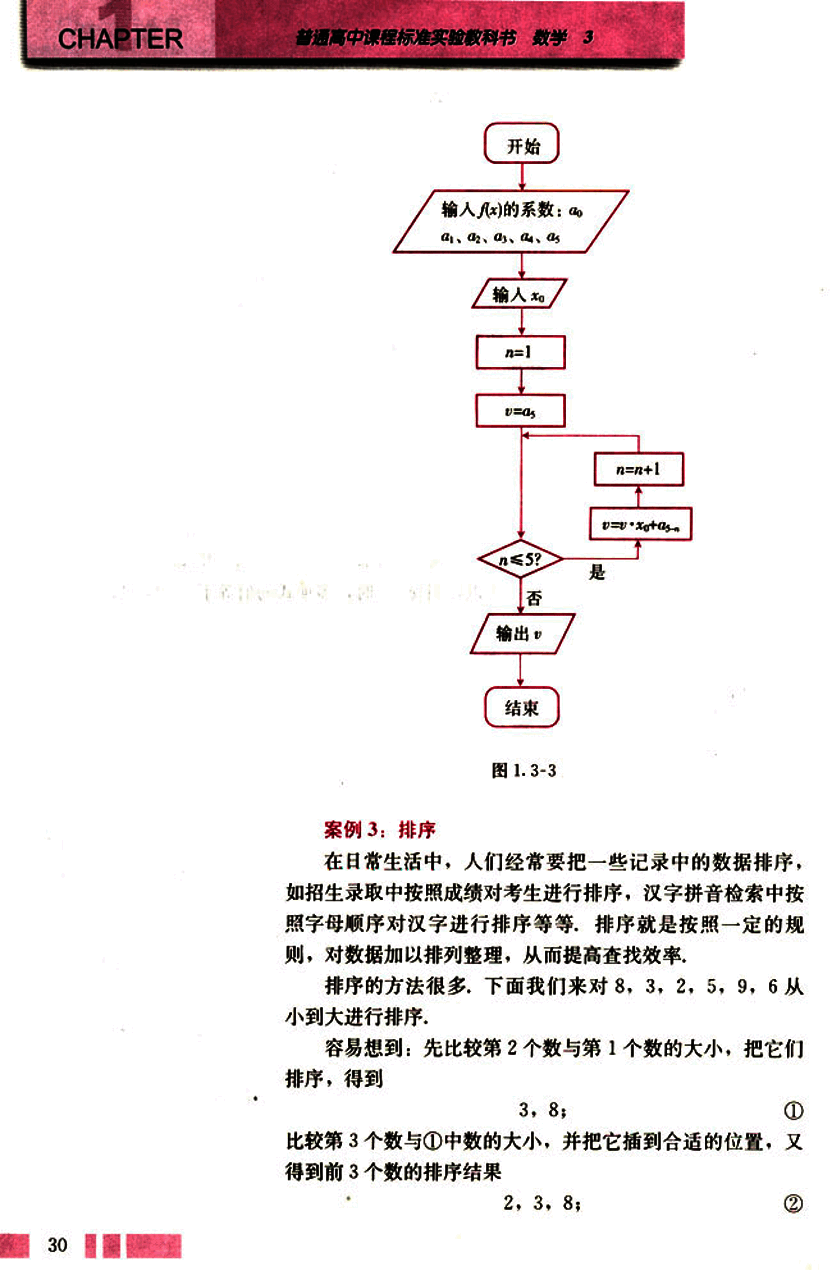 1
CHAPTER
普通高中课程标准实验教科书 数学 3
开始
输入f(x)的系数：a₀
a₁、a₂、a₃、a₄、a₅
输入 x₀
n=1
v=a₅
n=n+1
v=v·x₀+a₅₋ₙ
n≤5?
是
否
输出 v
结束
图 1.3-3
案例 3：排序
在日常生活中，人们经常要把一些记录中的数据排序，
如招生录取中按照成绩对考生进行排序，汉字拼音检索中按
照字母顺序对汉字进行排序等等．排序就是按照一定的规
则，对数据加以排列整理，从而提高查找效率．
排序的方法很多．下面我们来对 8，3，2，5，9，6 从
小到大进行排序．
容易想到：先比较第 2 个数与第 1 个数的大小，把它们
排序，得到
3，8； ①
比较第 3 个数与①中数的大小，并把它插到合适的位置，又
得到前 3 个数的排序结果
2，3，8； ②
30